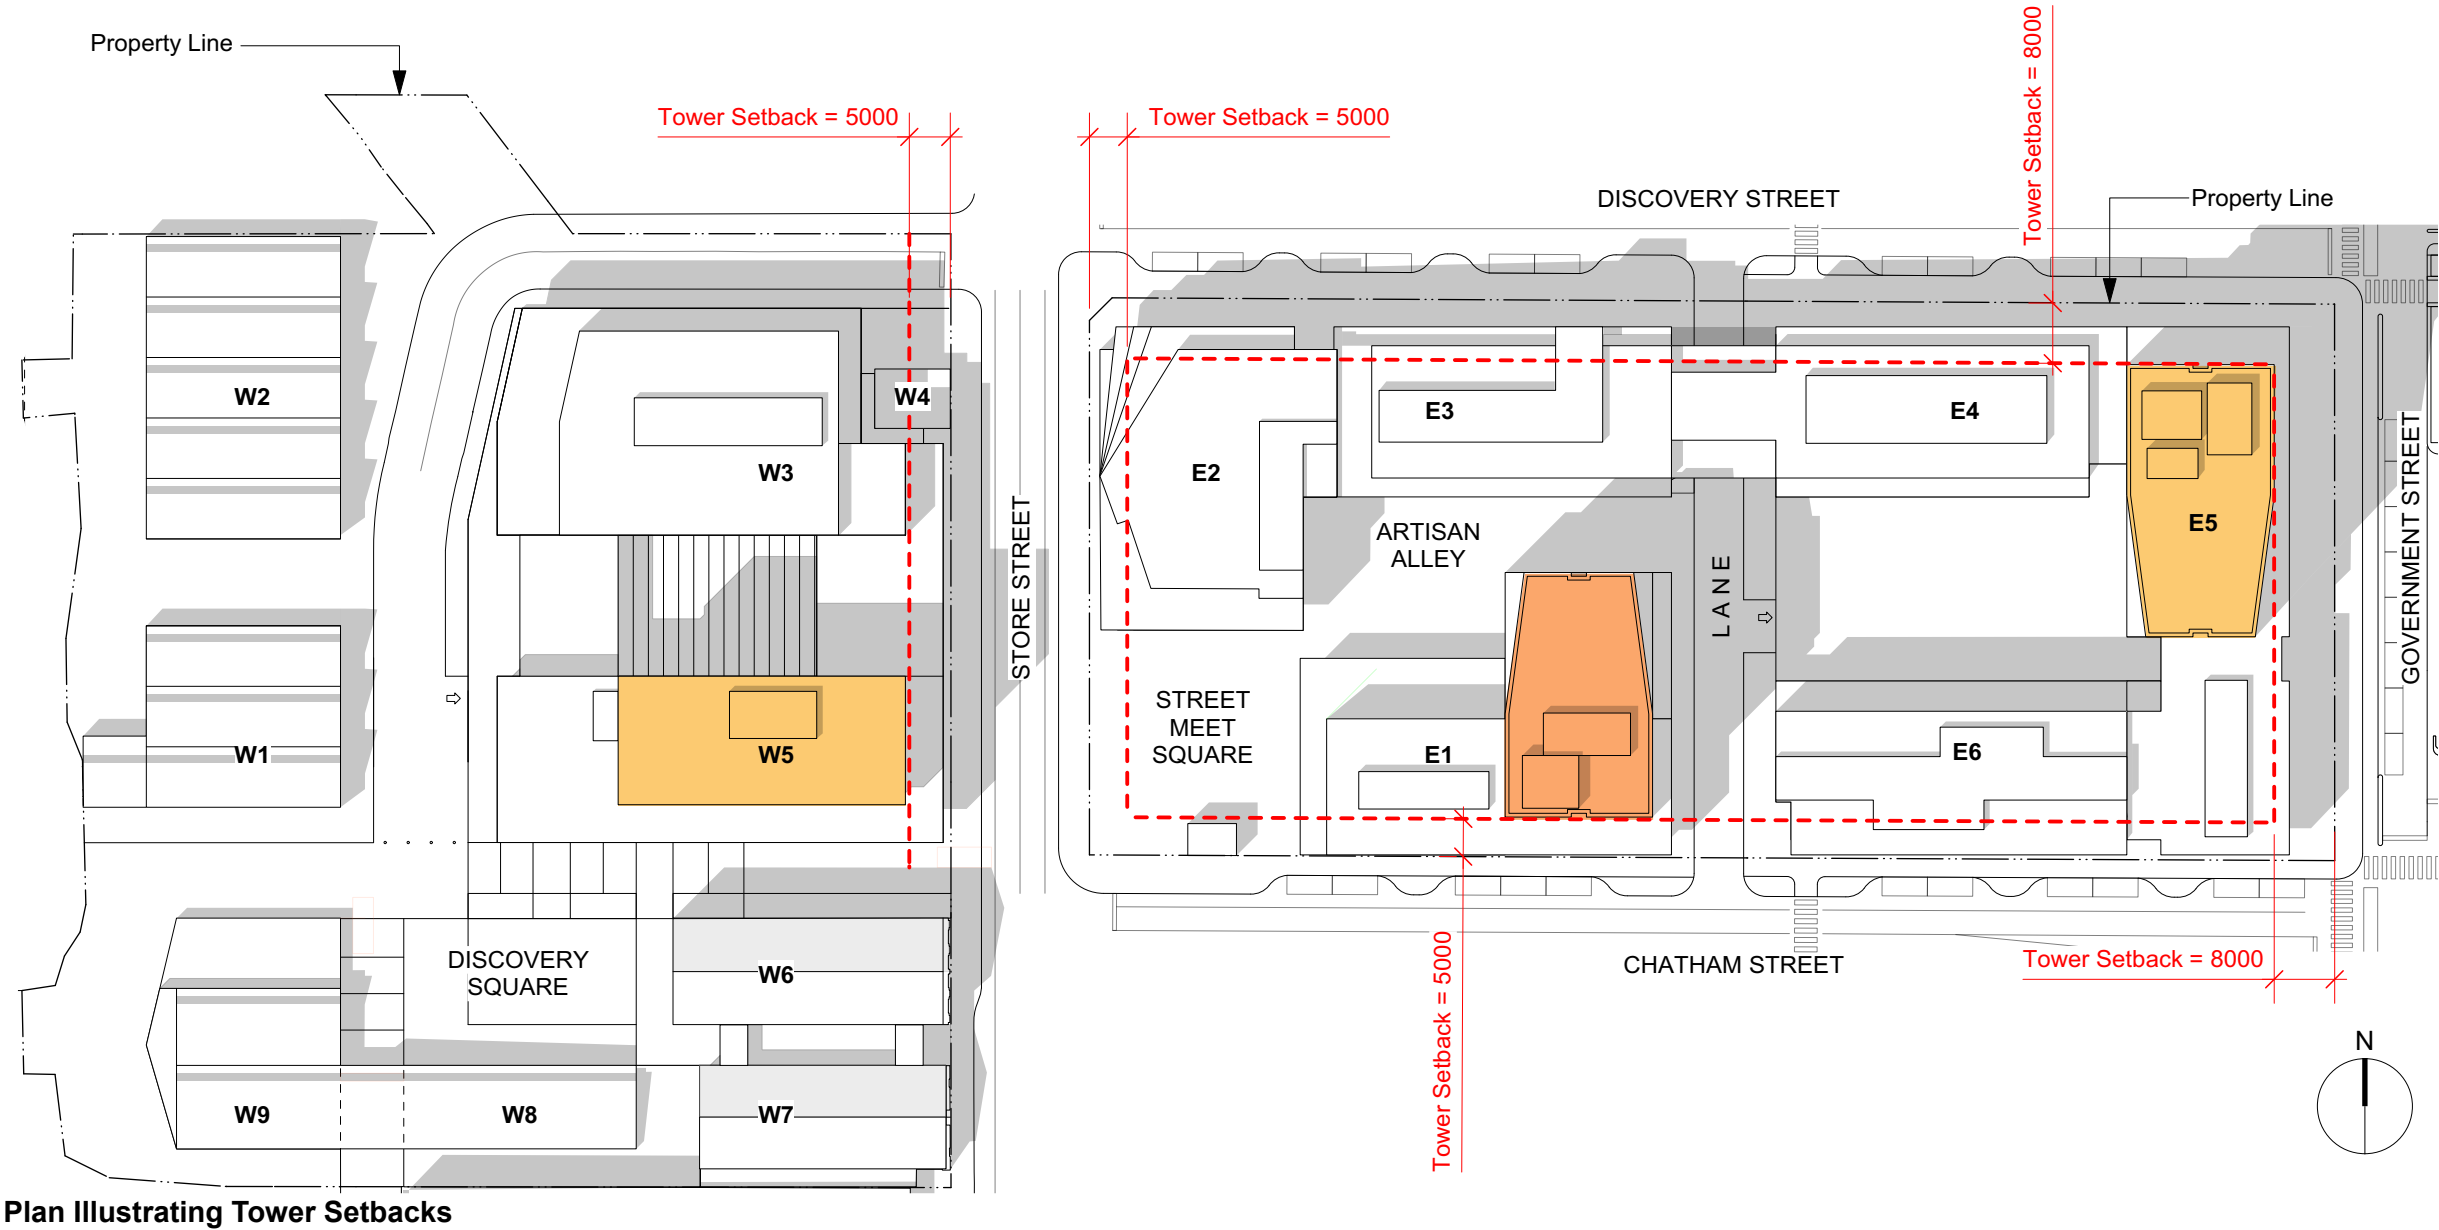 Property Line
Tower Setback = 5000
Tower Setback = 5000
Tower Setback = 8000
DISCOVERY STREET
Property Line
W2
W4
W3
E3
E4
E2
E5
ARTISAN
ALLEY
STORE STREET
LANE
GOVERNMENT STREET
STREET
MEET
SQUARE
W1
W5
E1
E6
DISCOVERY
SQUARE
W6
CHATHAM STREET
Tower Setback = 8000
Tower Setback = 5000
N
W9
W8
W7
Plan Illustrating Tower Setbacks